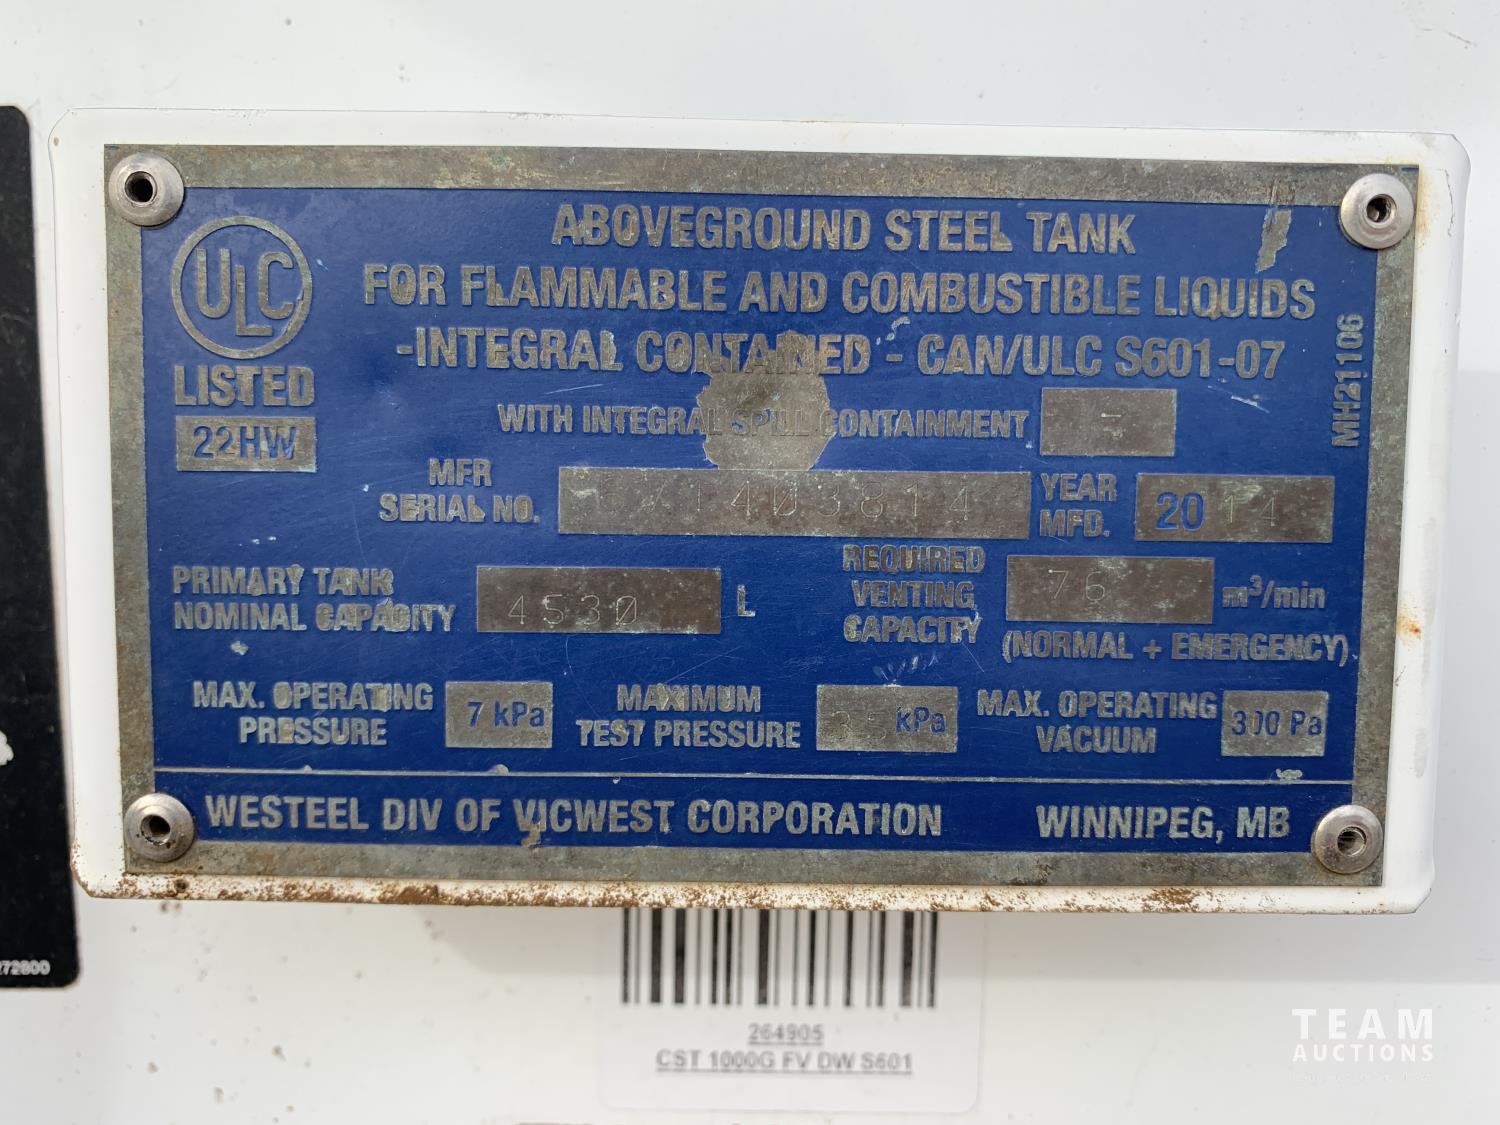 ULC
LISTED
22HW
ABOVEGROUND STEEL TANK
FOR FLAMMABLE AND COMBUSTIBLE LIQUIDS
-INTEGRAL CONTAINED - CAN/ULC S601-07
WITH INTEGRAL SPILL CONTAINMENT -
MH211106
MFR
SERIAL NO.
YEAR
MFD. 2014
PRIMARY TANK
NOMINAL CAPACITY 4530 L
REQUIRED
VENTING
CAPACITY 76 m³/min
(NORMAL + EMERGENCY)
MAX. OPERATING
PRESSURE 7 kPa
MAXIMUM
TEST PRESSURE 35 kPa
MAX. OPERATING
VACUUM 300 Pa
WESTEEL DIV OF VICWEST CORPORATION WINNIPEG, MB
272800
264905
CST 1000G FV DW S601
TEAM
AUCTIONS